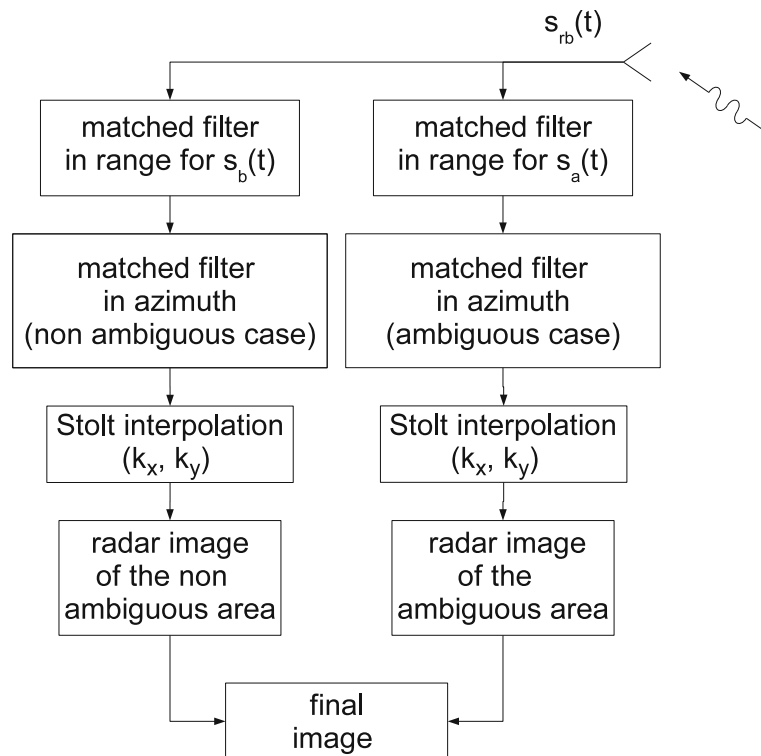 s_rb(t)
matched filter
in range for s_b(t)
matched filter
in range for s_a(t)
matched filter
in azimuth
(non ambiguous case)
matched filter
in azimuth
(ambiguous case)
Stolt interpolation
(k_x, k_y)
Stolt interpolation
(k_x, k_y)
radar image
of the non
ambiguous area
radar image
of the
ambiguous area
final
image